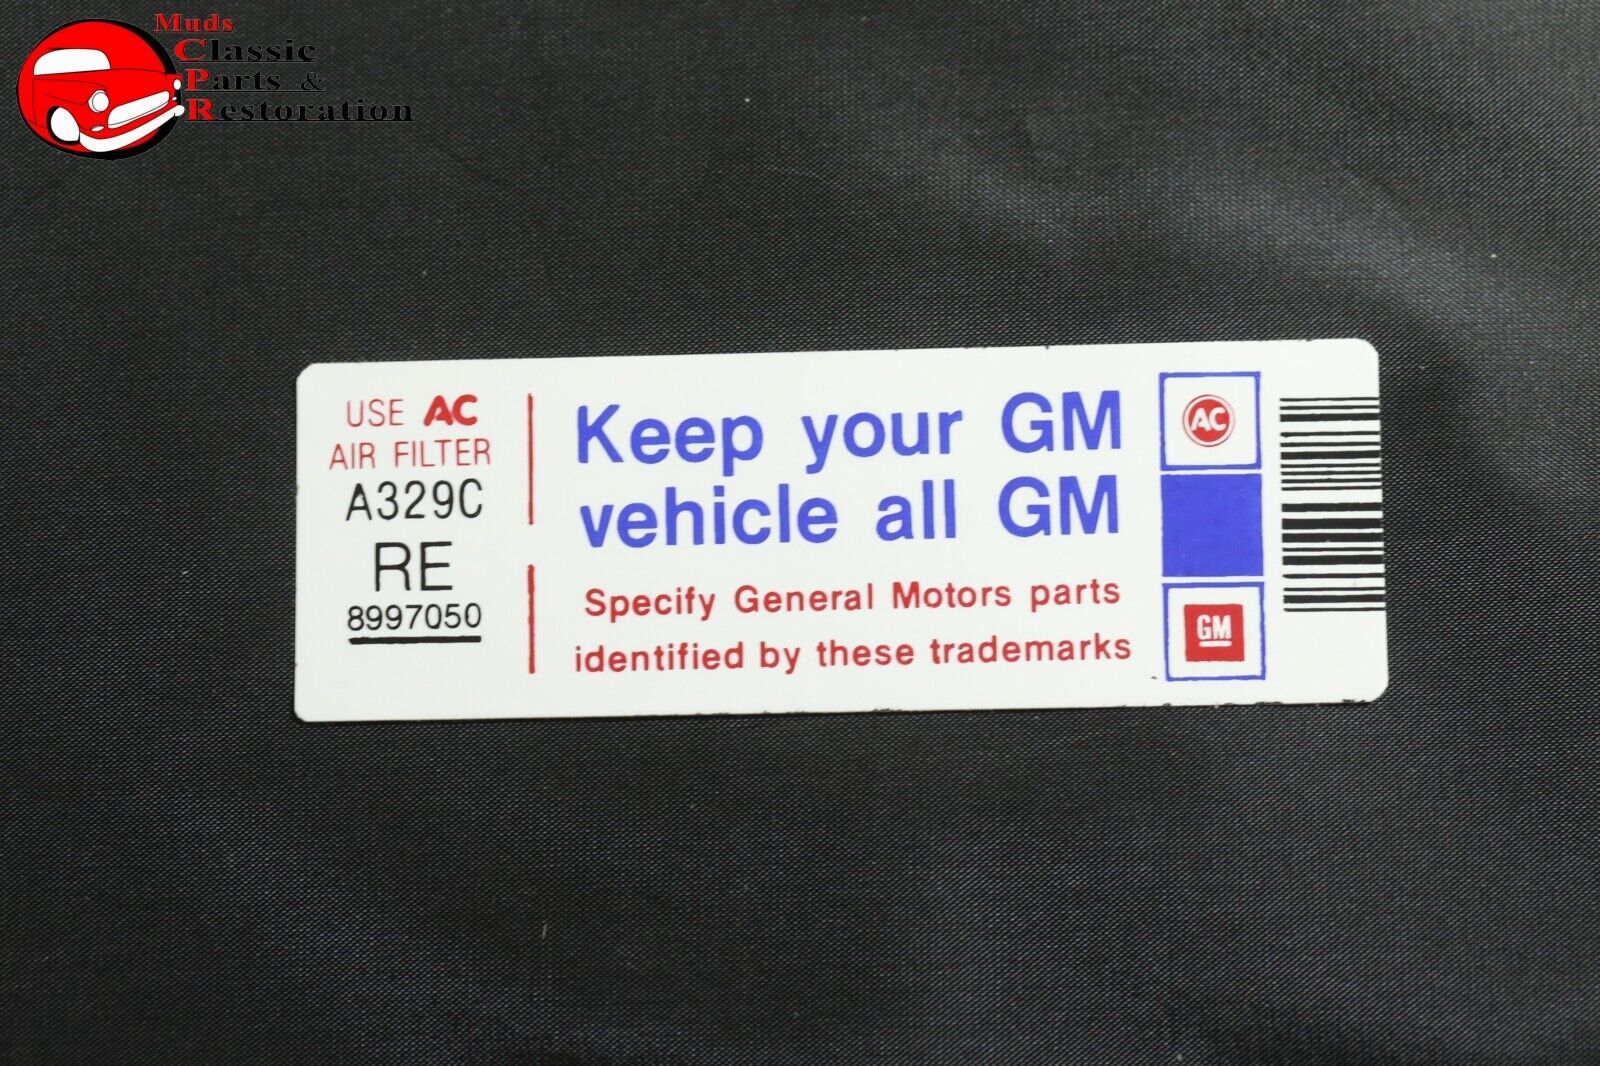 Muds
Classic
Parts &
Restoration
USE AC
AIR FILTER
A329C
RE
8997050
Keep your GM
vehicle all GM
Specify General Motors parts
identified by these trademarks
AC
GM